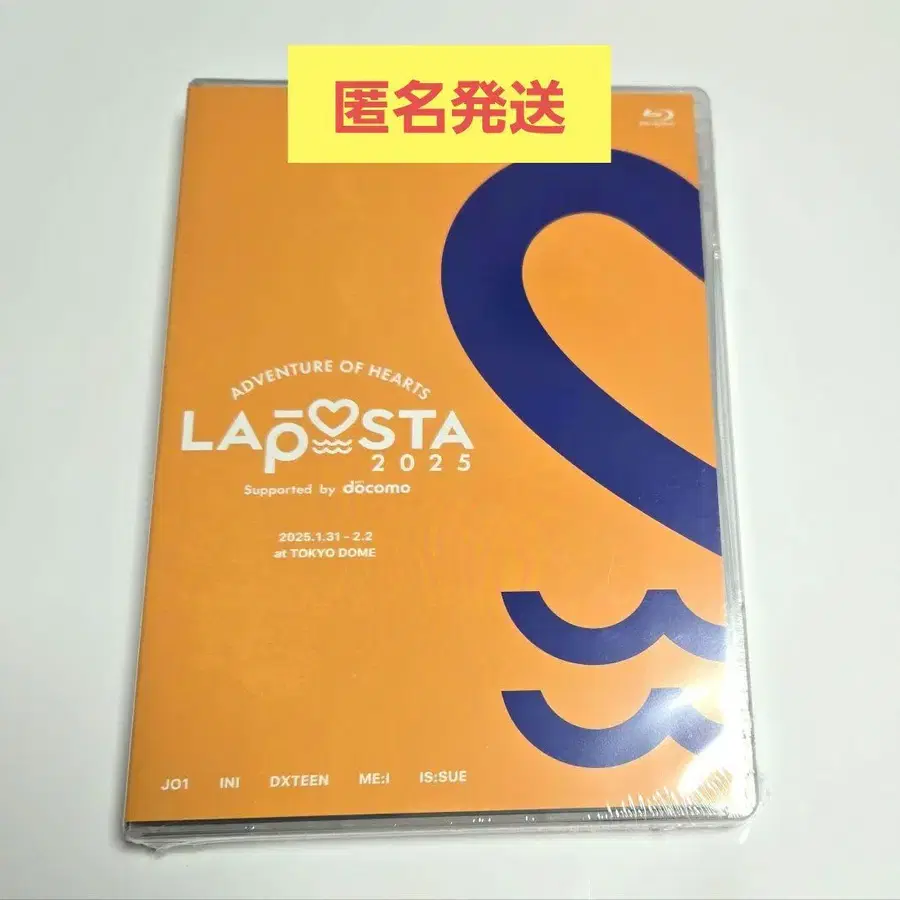 匿名発送
ADVENTURE OF HEARTS
LAPOSTA
2025
Supported by döcomo
2025.1.31 - 2.2
at TOKYO DOME
JO1 INI DXTEEN ME:I IS:SUE